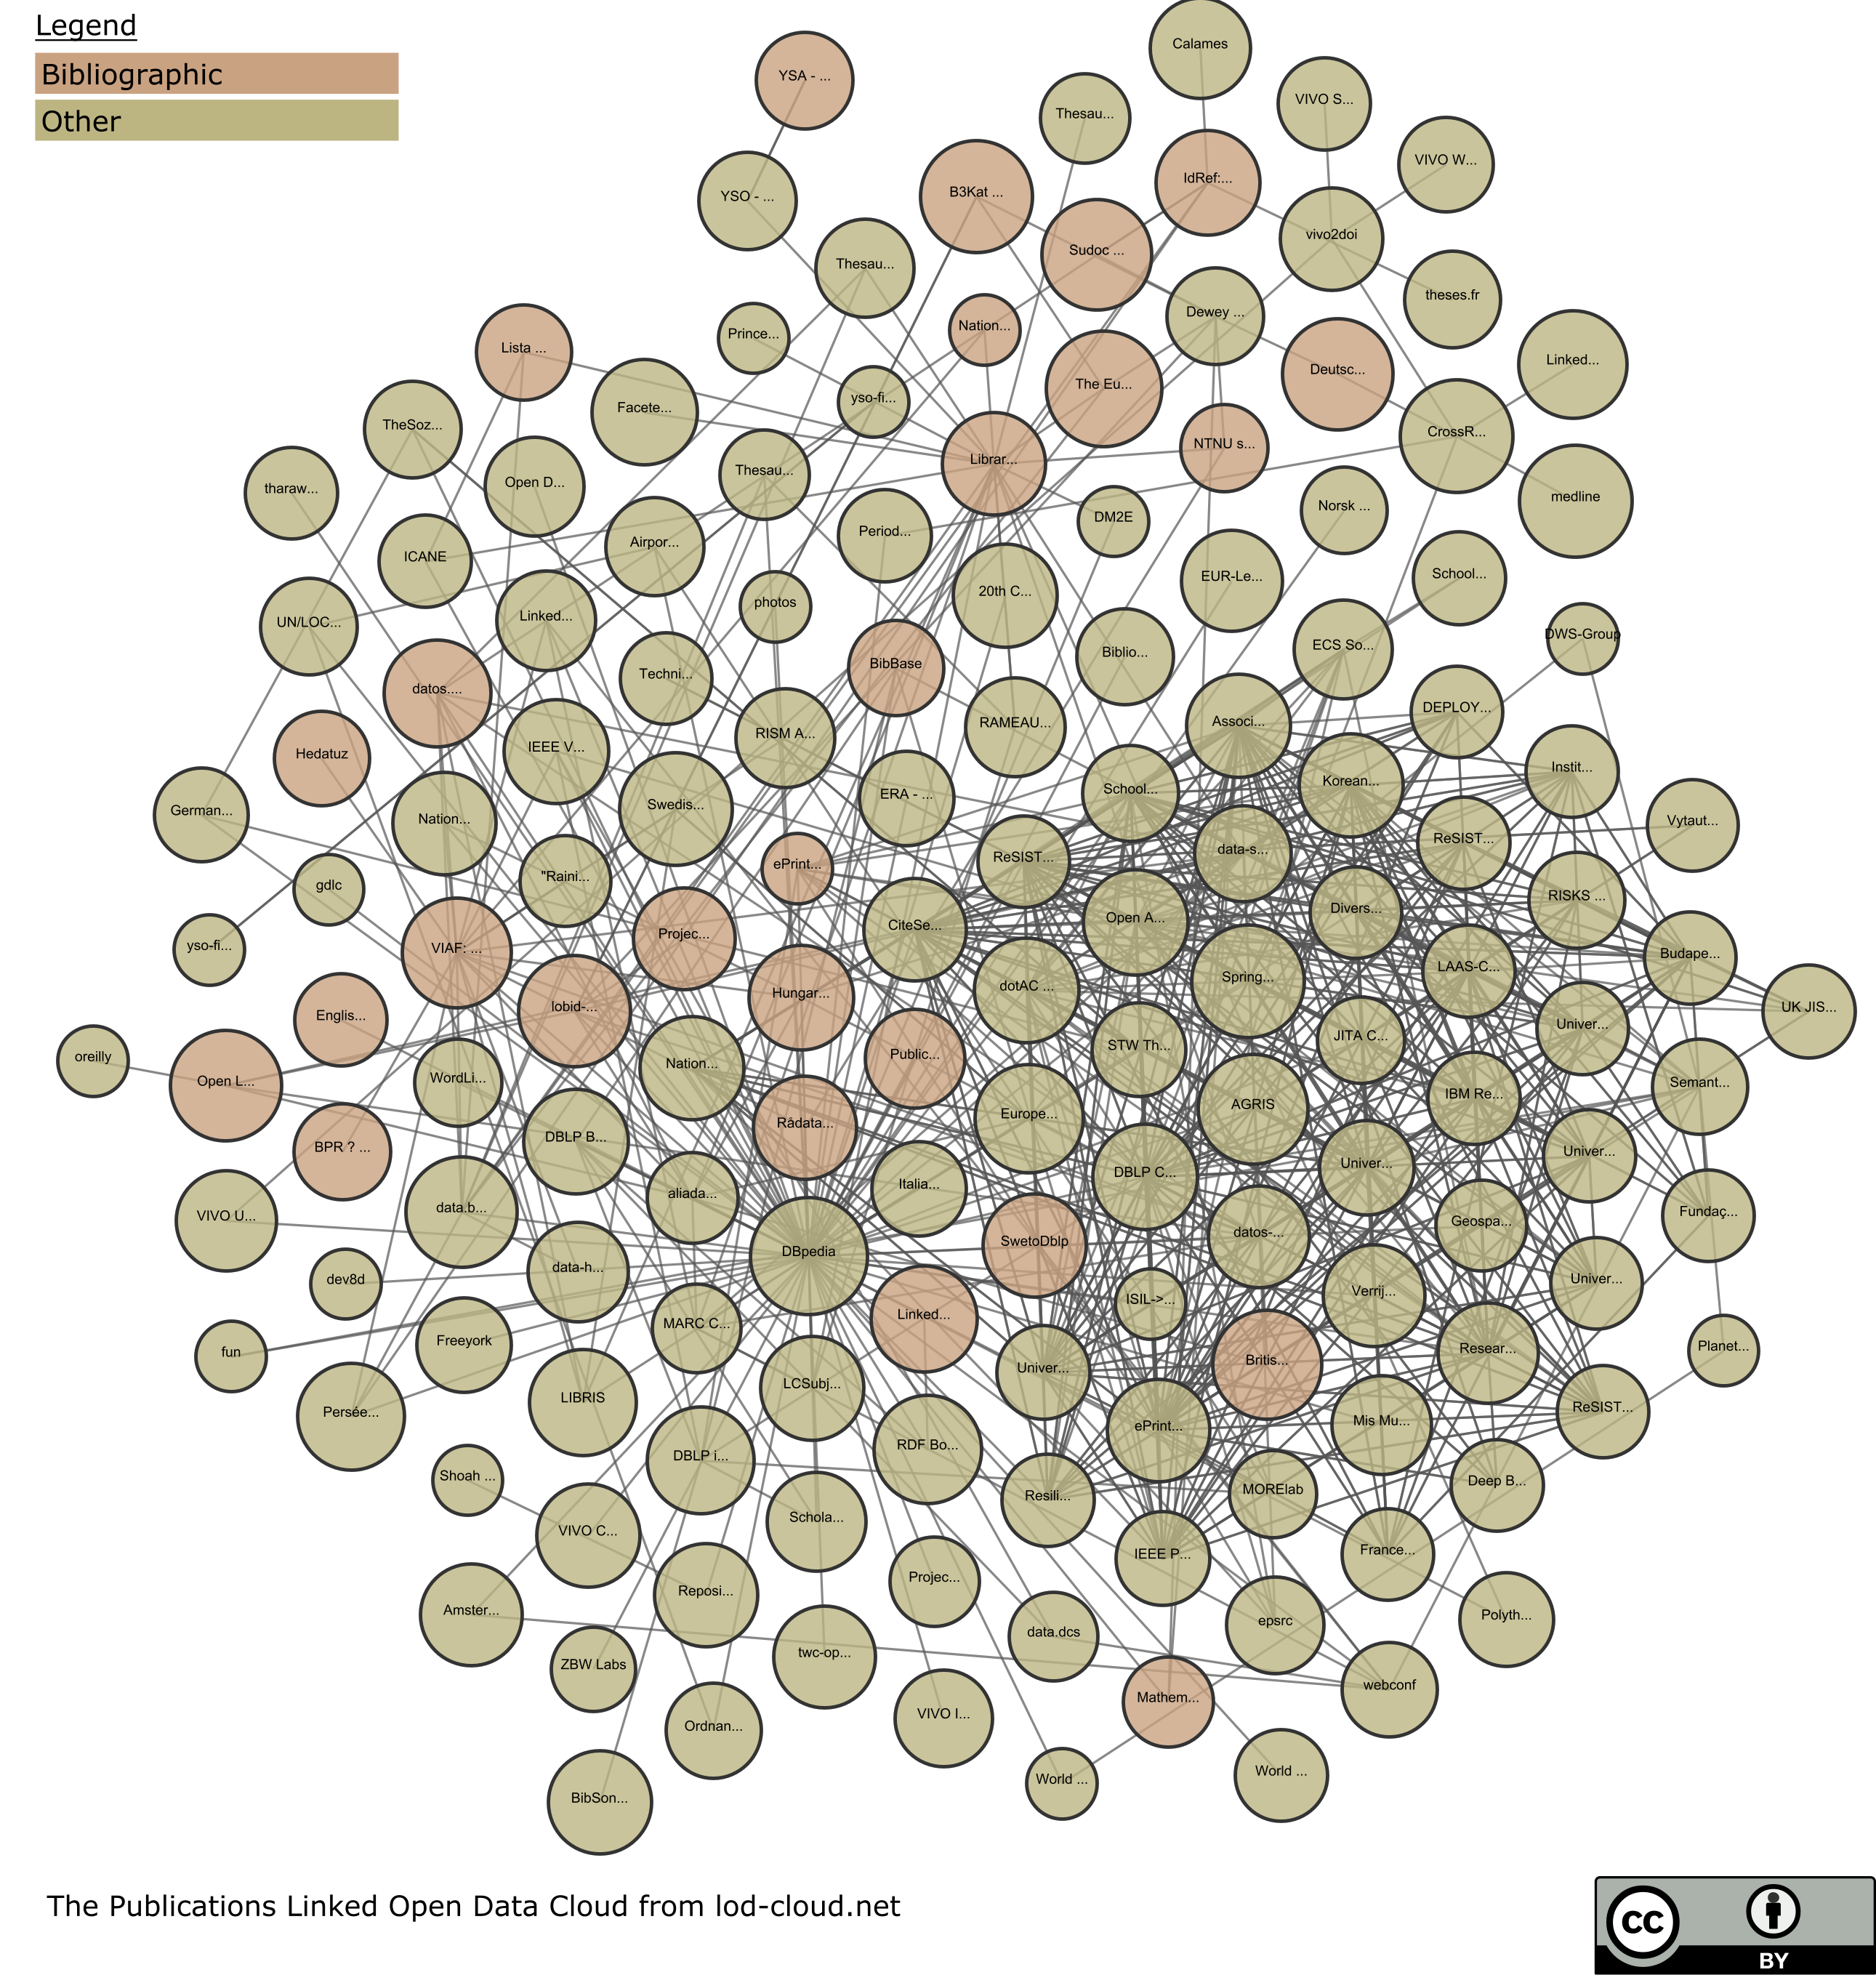 Legend
Bibliographic
Other
Calames
YSA - ...
VIVO S...
Thesau...
VIVO W...
IdRef:...
B3Kat ...
YSO - ...
vivo2doi
Sudoc ...
Thesau...
theses.fr
Dewey ...
Nation...
Prince...
Lista ...
Linked...
Deutsc...
The Eu...
yso-fi...
Facete...
TheSoz...
CrossR...
NTNU s...
Librar...
Thesau...
Open D...
tharaw...
medline
Norsk ...
DM2E
Period...
Airpor...
ICANE
School...
EUR-Le...
20th C...
photos
Linked...
UN/LOC...
DWS-Group
ECS So...
Biblio...
BibBase
Techni...
datos....
DEPLOY...
Associ...
RAMEAU...
RISM A...
IEEE V...
Hedatuz
Instit...
Korean...
School...
ERA - ...
Swedis...
Nation...
German...
Vytaut...
ReSIST...
data-s...
ReSIST...
ePrint...
"Raini...
gdlc
RISKS ...
Divers...
Open A...
CiteSe...
Projec...
VIAF: ...
yso-fi...
Budape...
LAAS-C...
Spring...
dotAC ...
Hungar...
lobid-...
Englis...
UK JIS...
Univer...
JITA C...
STW Th...
Public...
Nation...
WordLi...
Open L...
oreilly
Semant...
IBM Re...
AGRIS
Europe...
Rådata...
DBLP B...
BPR ? ...
Univer...
Univer...
DBLP C...
Italia...
aliada...
data.b...
VIVO U...
Fundaç...
Geospa...
datos-...
SwetoDblp
DBpedia
data-h...
dev8d
Univer...
Verrij...
ISIL->...
Linked...
MARC C...
Freeyork
fun
Planet...
Resear...
Britis...
Univer...
LCSubj...
LIBRIS
Persée...
ReSIST...
Mis Mu...
ePrint...
RDF Bo...
DBLP i...
Shoah ...
Deep B...
MORElab
Resili...
Schola...
VIVO C...
France...
IEEE P...
Projec...
Reposi...
Amster...
Polyth...
epsrc
data.dcs
twc-op...
ZBW Labs
webconf
Mathem...
VIVO I...
Ordnan...
World ...
World ...
BibSon...
The Publications Linked Open Data Cloud from lod-cloud.net
cc
BY